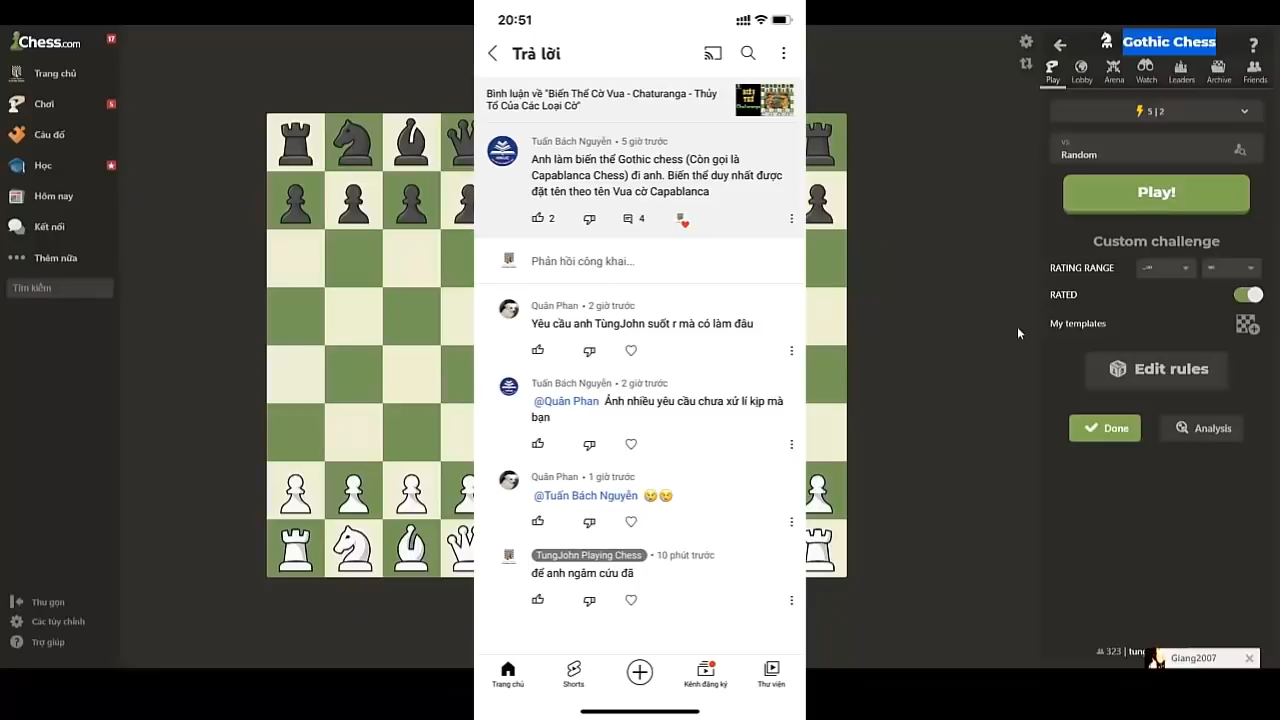 Chess.com
17
Trang chủ
Chơi
5
Câu đố
Học
Hôm nay
Kết nối
Thêm nữa
Tìm kiếm
Thu gọn
Các tùy chỉnh
Trợ giúp
20:51
Trả lời
Bình luận về "Biến Thể Cờ Vua - Chaturanga - Thủy
Tổ Của Các Loại Cờ"
BIẾN
THỂ
Chaturanga
Tuấn Bách Nguyễn • 5 giờ trước
Anh làm biến thể Gothic chess (Còn gọi là
Capablanca Chess) đi anh. Biến thể duy nhất được
đặt tên theo tên Vua cờ Capablanca
2
4
Phản hồi công khai...
Quân Phan • 2 giờ trước
Yêu cầu anh TùngJohn suốt r mà có làm đâu
Tuấn Bách Nguyễn • 2 giờ trước
@Quân Phan Ảnh nhiều yêu cầu chưa xử lí kịp mà
bạn
Quân Phan • 1 giờ trước
@Tuấn Bách Nguyễn 😢😢
TungJohn Playing Chess • 10 phút trước
để anh ngâm cứu đã
Trang chủ
Shorts
Kênh đăng ký
Thư viện
Gothic Chess
?
Play
Lobby
Arena
Watch
Leaders
Archive
Friends
5 | 2
vs
Random
Play!
Custom challenge
RATING RANGE
-∞
∞
RATED
My templates
Edit rules
Done
Analysis
323 | tung
Giang2007